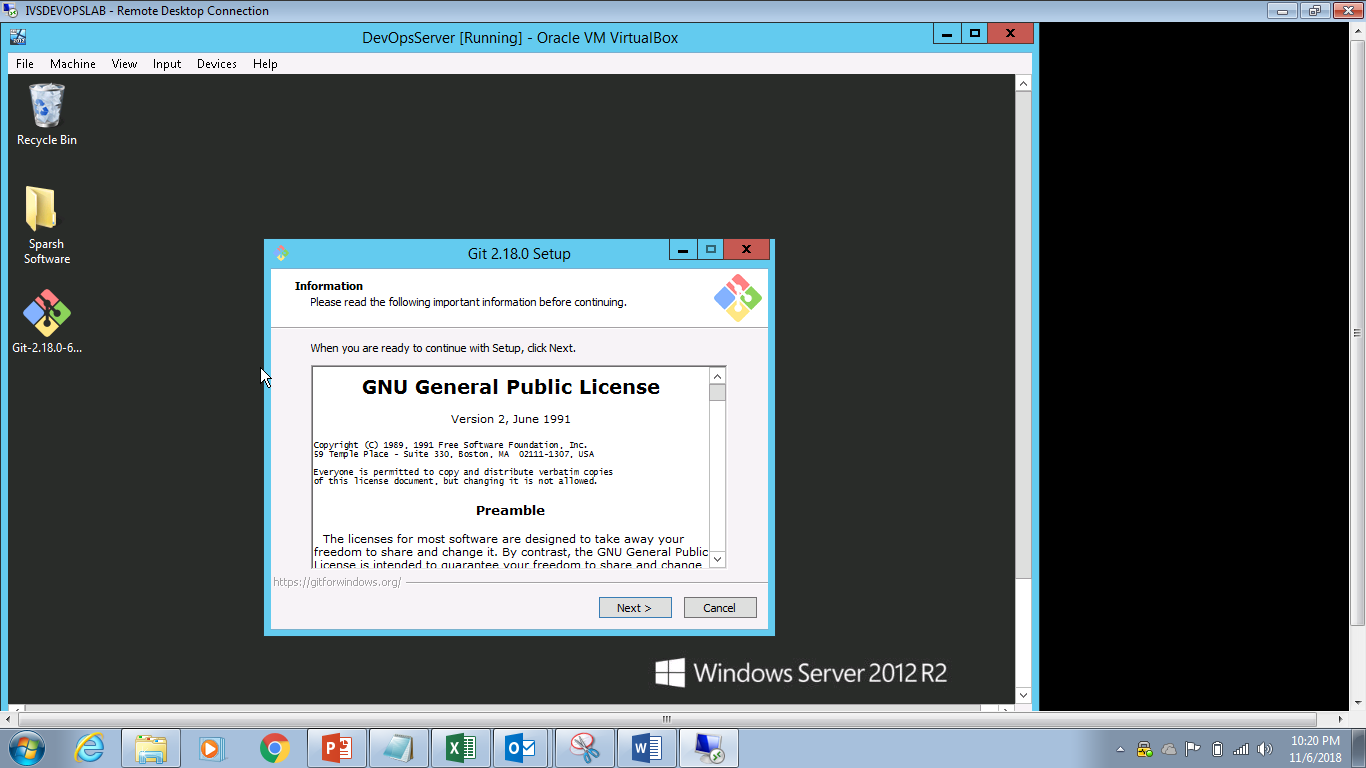 IVSDEVOPSLAB - Remote Desktop Connection
DevOpsServer [Running] - Oracle VM VirtualBox
File Machine View Input Devices Help
Recycle Bin
Sparsh
Software
Git-2.18.0-6...
Git 2.18.0 Setup
Information
Please read the following important information before continuing.
When you are ready to continue with Setup, click Next.
GNU General Public License
Version 2, June 1991
Copyright (C) 1989, 1991 Free Software Foundation, Inc.
59 Temple Place - Suite 330, Boston, MA 02111-1307, USA
Everyone is permitted to copy and distribute verbatim copies
of this license document, but changing it is not allowed.
Preamble
The licenses for most software are designed to take away your
freedom to share and change it. By contrast, the GNU General Public
License is intended to guarantee your freedom to share and change
https://gitforwindows.org/
Next >
Cancel
Windows Server 2012 R2
10:20 PM
11/6/2018